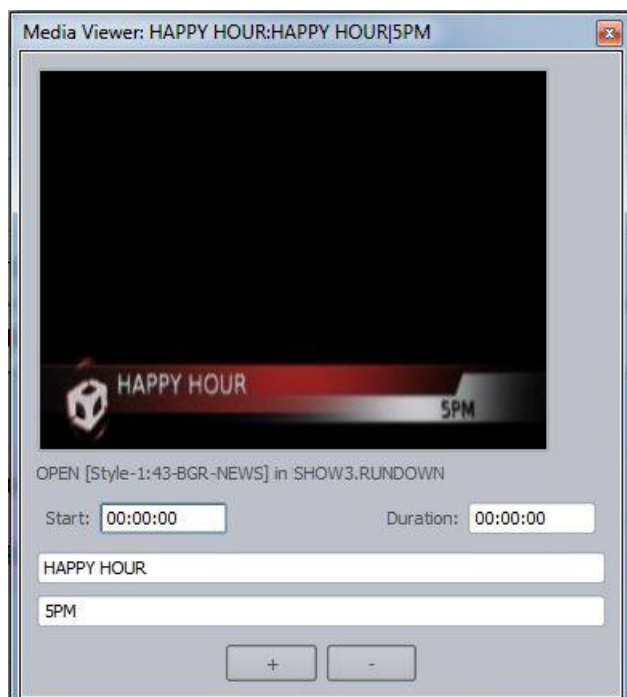 Media Viewer: HAPPY HOUR:HAPPY HOUR|5PM
HAPPY HOUR
5PM
OPEN [Style-1:43-BGR-NEWS] in SHOW3.RUNDOWN
Start: 00:00:00 Duration: 00:00:00
HAPPY HOUR
5PM
+ -